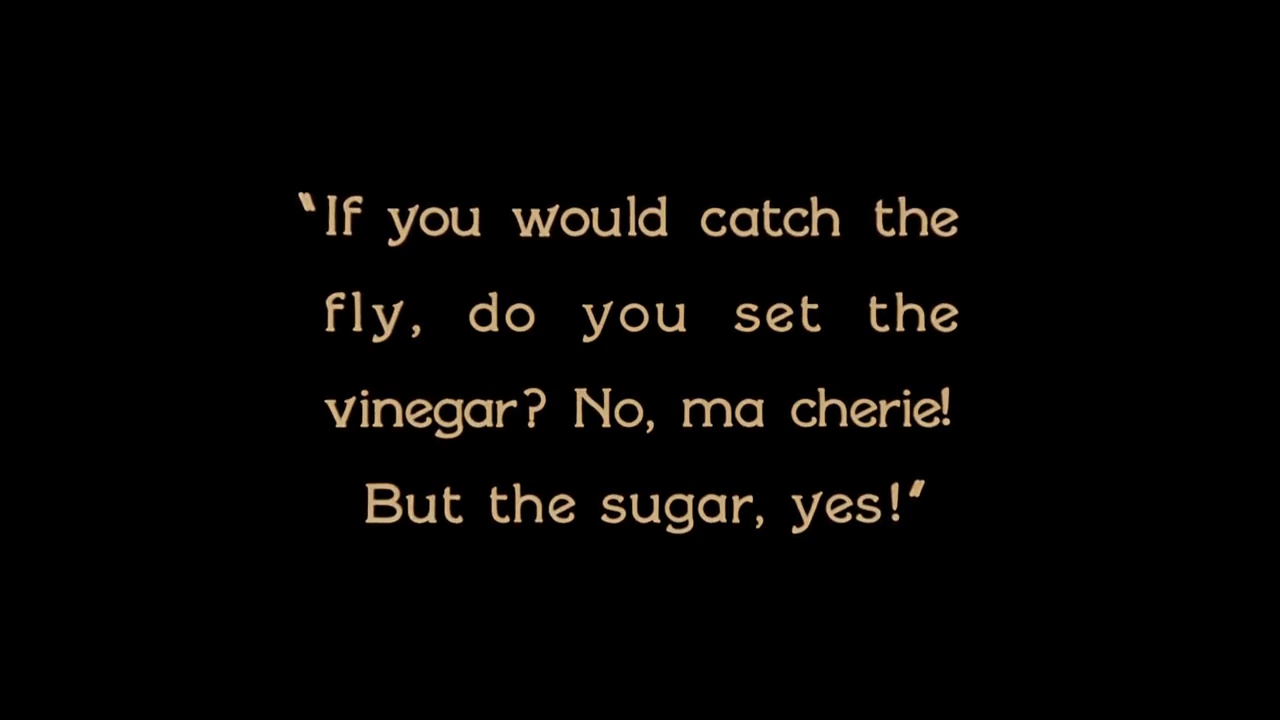 "If you would catch the
fly, do you set the
vinegar? No, ma cherie!
But the sugar, yes!"